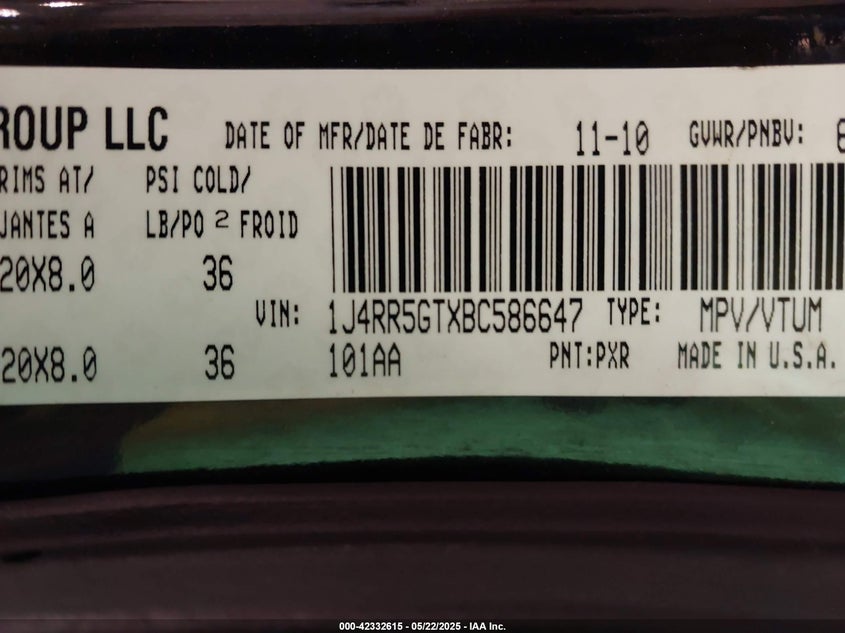 ROUP LLC DATE OF MFR/DATE DE FABR: 11-10 GVWR/PNBV:
RIMS AT/ PSI COLD/
JANTES A LB/PO 2 FROID
20X8.0 36
VIN: 1J4RR5GTXBC586647 TYPE: MPV/VTUM
20X8.0 36 101AA PNT:PXR MADE IN U.S.A.
000-42332615 - 05/22/2025 - IAA Inc.